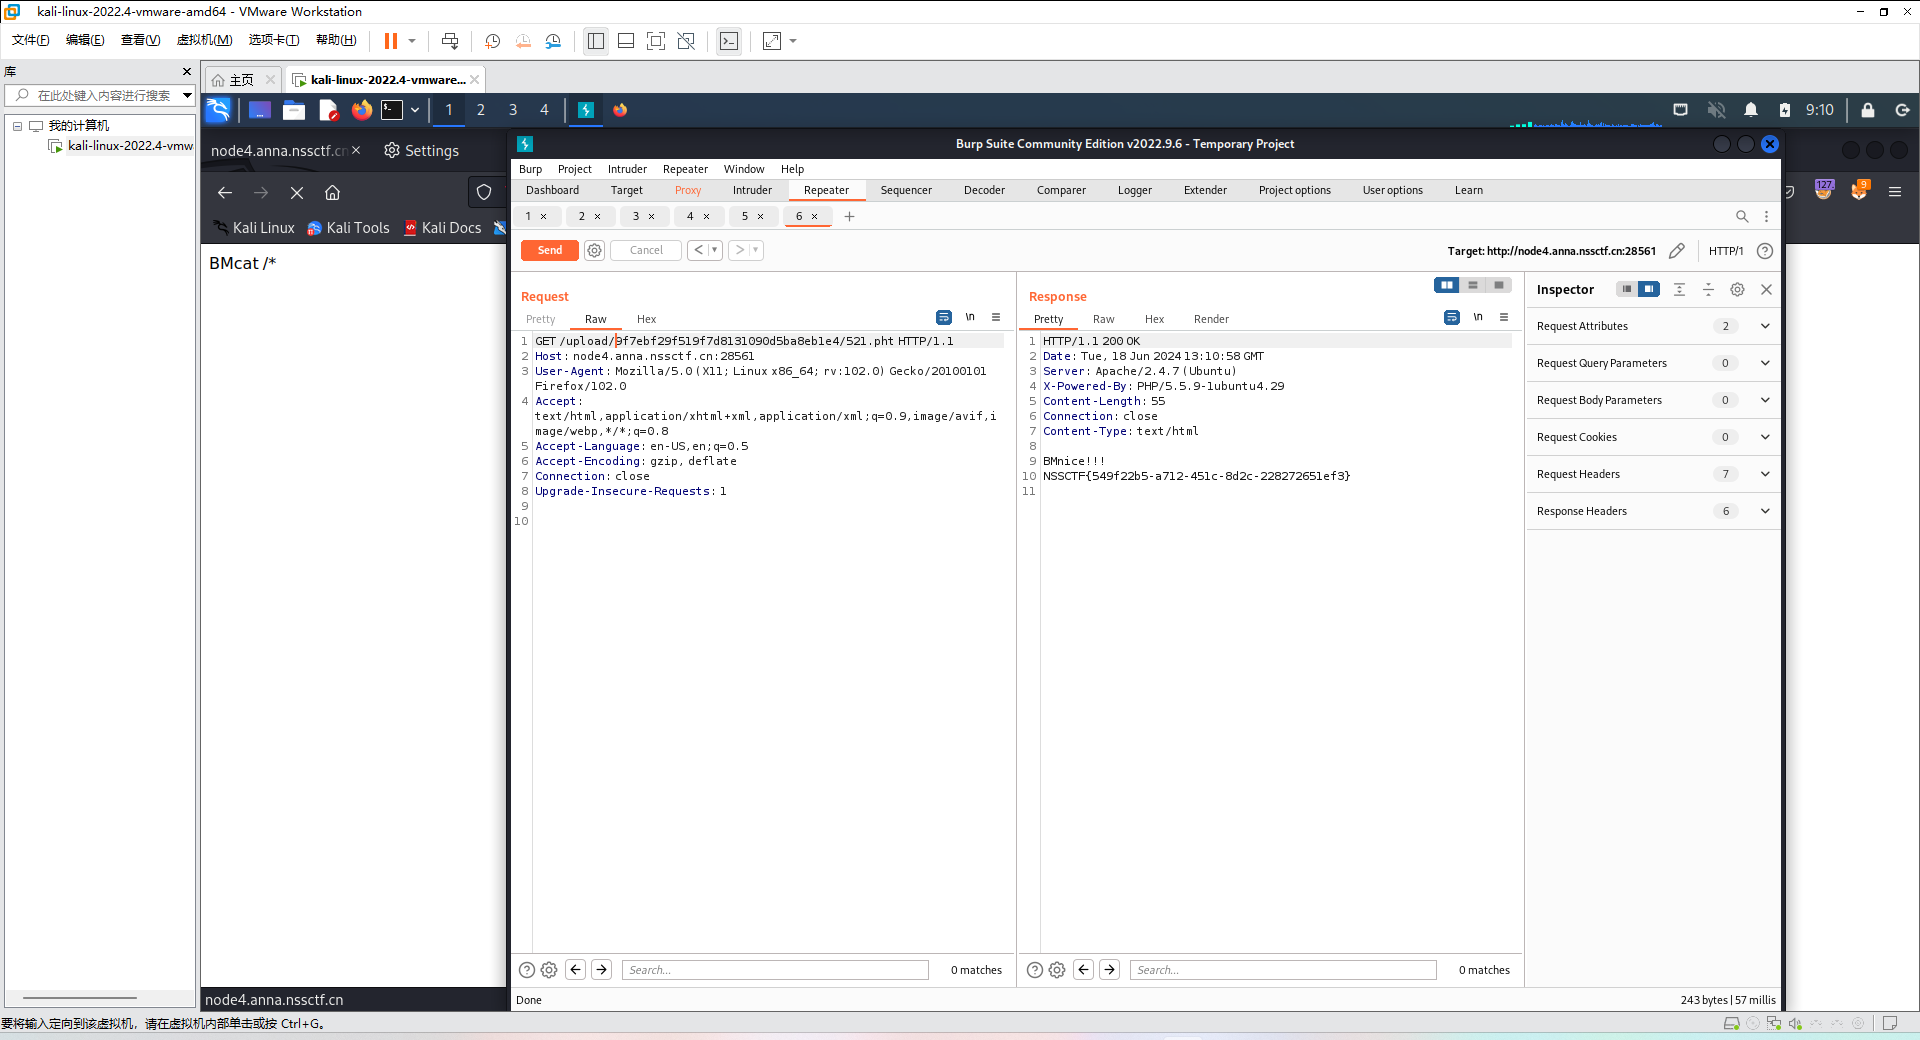 kali-linux-2022.4-vmware-amd64 - VMware Workstation
文件(F) 编辑(E) 查看(V) 虚拟机(M) 选项卡(T) 帮助(H)
库
在此处键入内容进行搜索
我的计算机
kali-linux-2022.4-vmw
主页 kali-linux-2022.4-vmware...
1 2 3 4 9:10
node4.anna.nssctf.cn Settings
Kali Linux Kali Tools Kali Docs
127. 9
BMcat /*
node4.anna.nssctf.cn
Burp Suite Community Edition v2022.9.6 - Temporary Project
Burp Project Intruder Repeater Window Help
Dashboard Target Proxy Intruder Repeater Sequencer Decoder Comparer Logger Extender Project options User options Learn
1 × 2 × 3 × 4 × 5 × 6 × +
Send Cancel < >
Target: http://node4.anna.nssctf.cn:28561 HTTP/1
Request
Pretty Raw Hex \n
1 GET /upload/9f7ebf29f519f7d8131090d5ba8eb1e4/521.pht HTTP/1.1
2 Host: node4.anna.nssctf.cn:28561
3 User-Agent: Mozilla/5.0 (X11; Linux x86_64; rv:102.0) Gecko/20100101
Firefox/102.0
4 Accept:
text/html,application/xhtml+xml,application/xml;q=0.9,image/avif,i
mage/webp,*/*;q=0.8
5 Accept-Language: en-US,en;q=0.5
6 Accept-Encoding: gzip, deflate
7 Connection: close
8 Upgrade-Insecure-Requests: 1
9
10
Search... 0 matches
Response
Pretty Raw Hex Render \n
1 HTTP/1.1 200 OK
2 Date: Tue, 18 Jun 2024 13:10:58 GMT
3 Server: Apache/2.4.7 (Ubuntu)
4 X-Powered-By: PHP/5.5.9-1ubuntu4.29
5 Content-Length: 55
6 Connection: close
7 Content-Type: text/html
8
9 BMnice!!!
10 NSSCTF{549f22b5-a712-451c-8d2c-228272651ef3}
11
Search... 0 matches
Inspector
Request Attributes 2
Request Query Parameters 0
Request Body Parameters 0
Request Cookies 0
Request Headers 7
Response Headers 6
Done 243 bytes | 57 millis
要将输入定向到该虚拟机，请在虚拟机内部单击或按 Ctrl+G。